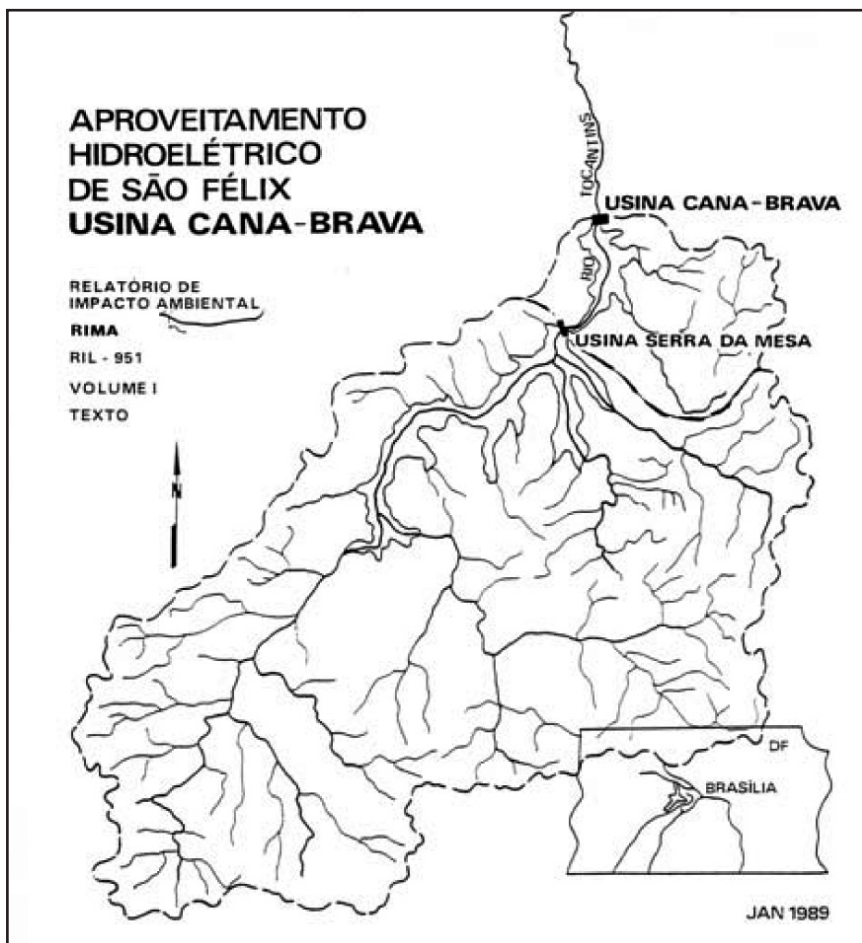 APROVEITAMENTO
HIDROELÉTRICO
DE SÃO FÉLIX
USINA CANA-BRAVA
RELATÓRIO DE
IMPACTO AMBIENTAL
RIMA
RIL - 951
VOLUME I
TEXTO
N
RIO TOCANTINS
USINA CANA-BRAVA
USINA SERRA DA MESA
DF
BRASÍLIA
JAN 1989